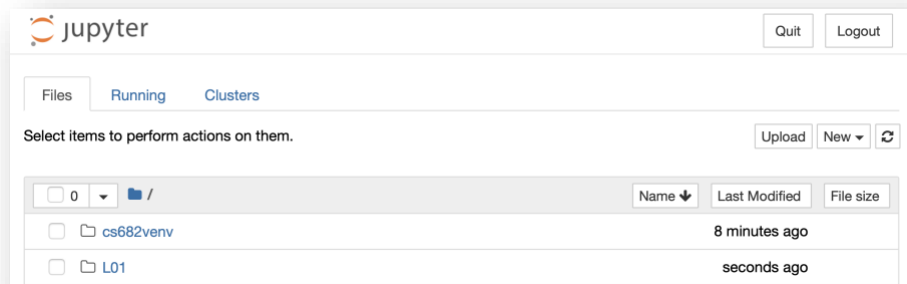 jupyter Quit Logout
Files Running Clusters
Select items to perform actions on them. Upload New
0 / Name Last Modified File size
cs682venv 8 minutes ago
L01 seconds ago